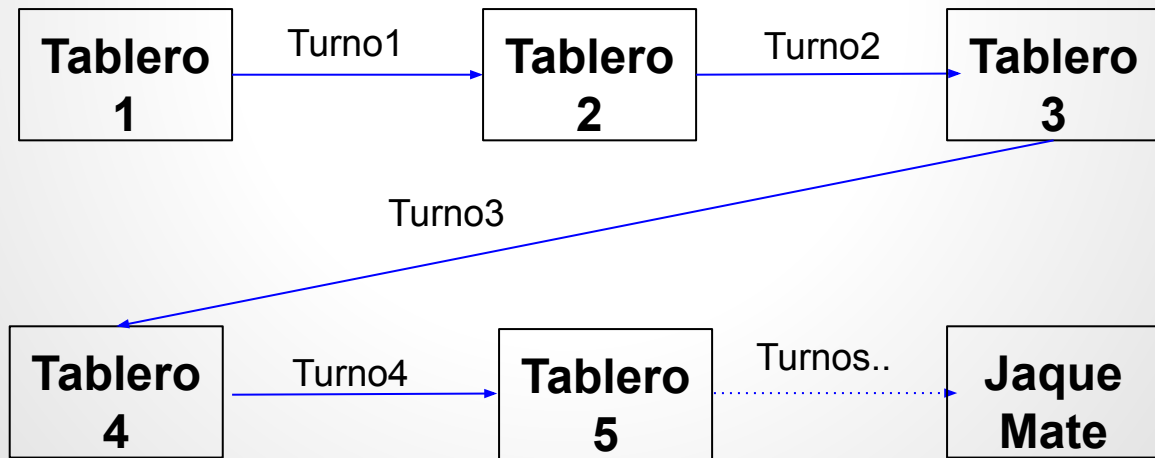 Tablero
1
Turno1
Tablero
2
Turno2
Tablero
3
Turno3
Tablero
4
Turno4
Tablero
5
Turnos..
Jaque
Mate